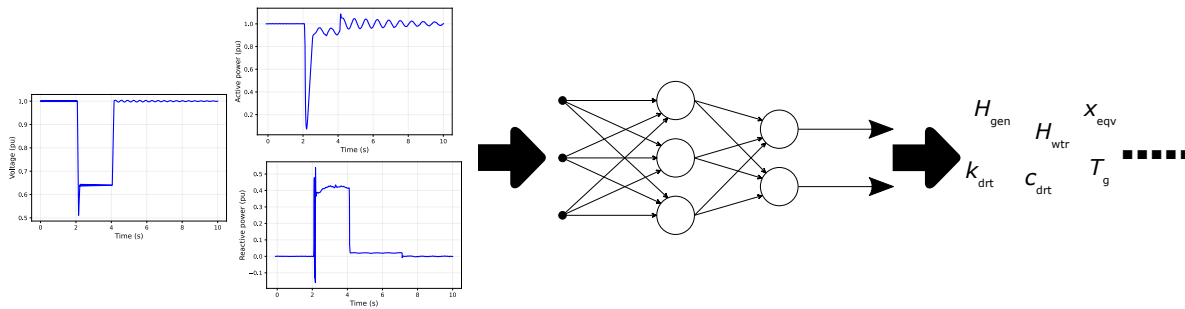 Voltage (pu)
1.0
0.9
0.8
0.7
0.6
0.5
0 2 4 6 8 10
Time (s)
Active power (pu)
1.0
0.8
0.6
0.4
0.2
0 2 4 6 8 10
Time (s)
Reactive power (pu)
0.5
0.4
0.3
0.2
0.1
0.0
−0.1
0 2 4 6 8 10
Time (s)
H_gen
x_eqv
H_wtr
k_drt
c_drt
T_g